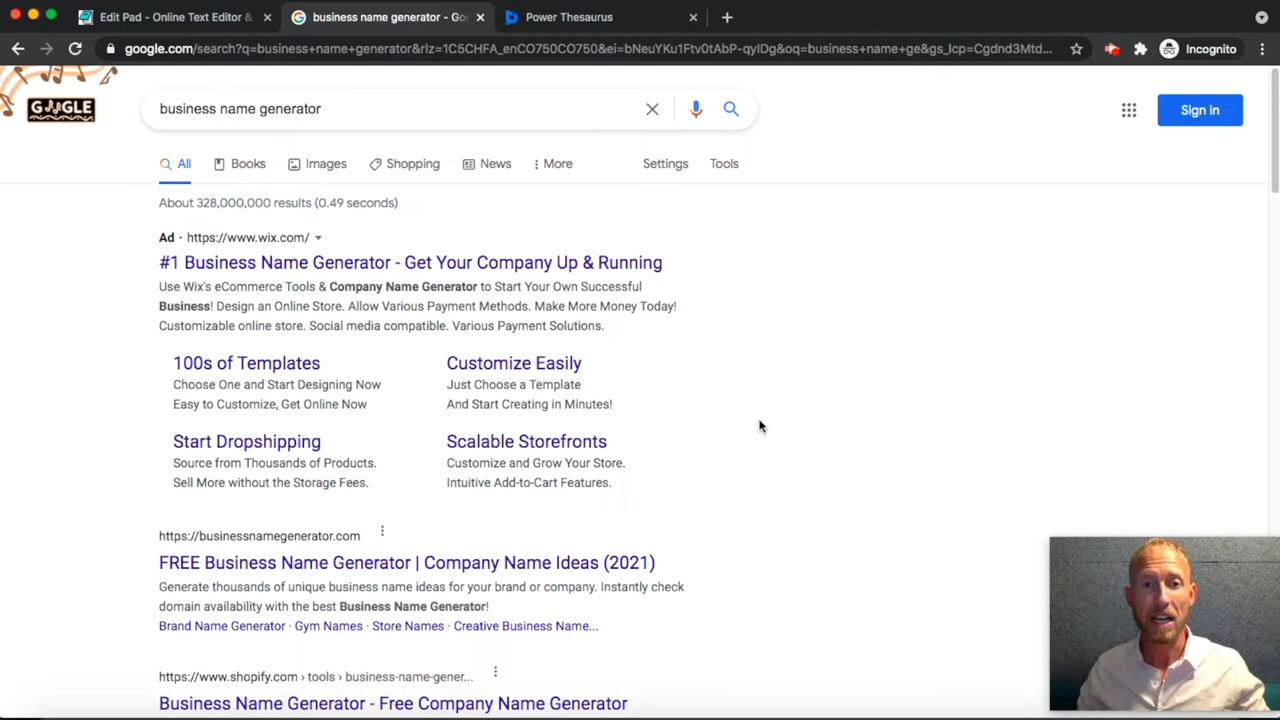 Edit Pad - Online Text Editor &
business name generator - Goo
Power Thesaurus
google.com/search?q=business+name+generator&rlz=1C5CHFA_enCO750CO750&ei=bNeuYKu1Ftv0tAbP-qyIDg&oq=business+name+ge&gs_lcp=Cgdnd3Mtd...
Incognito
GOOGLE
business name generator
Sign in
All
Books
Images
Shopping
News
More
Settings
Tools
About 328,000,000 results (0.49 seconds)
Ad · https://www.wix.com/
#1 Business Name Generator - Get Your Company Up & Running
Use Wix's eCommerce Tools & Company Name Generator to Start Your Own Successful
Business! Design an Online Store. Allow Various Payment Methods. Make More Money Today!
Customizable online store. Social media compatible. Various Payment Solutions.
100s of Templates
Choose One and Start Designing Now
Easy to Customize, Get Online Now
Customize Easily
Just Choose a Template
And Start Creating in Minutes!
Start Dropshipping
Source from Thousands of Products.
Sell More without the Storage Fees.
Scalable Storefronts
Customize and Grow Your Store.
Intuitive Add-to-Cart Features.
https://businessnamegenerator.com
FREE Business Name Generator | Company Name Ideas (2021)
Generate thousands of unique business name ideas for your brand or company. Instantly check
domain availability with the best Business Name Generator!
Brand Name Generator · Gym Names · Store Names · Creative Business Name...
https://www.shopify.com › tools › business-name-gener...
Business Name Generator - Free Company Name Generator